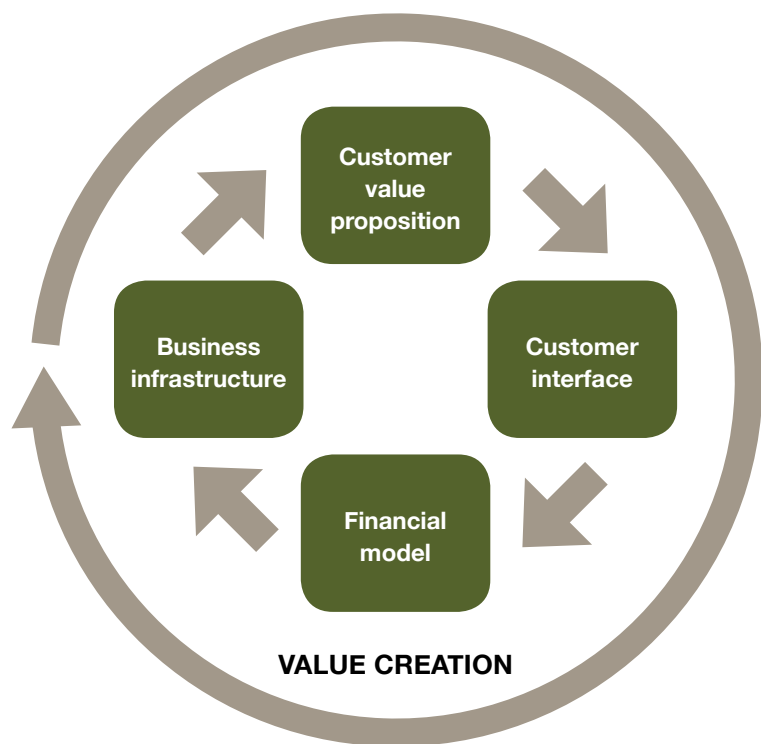 Customer
value
proposition
Business
infrastructure
Customer
interface
Financial
model
VALUE CREATION